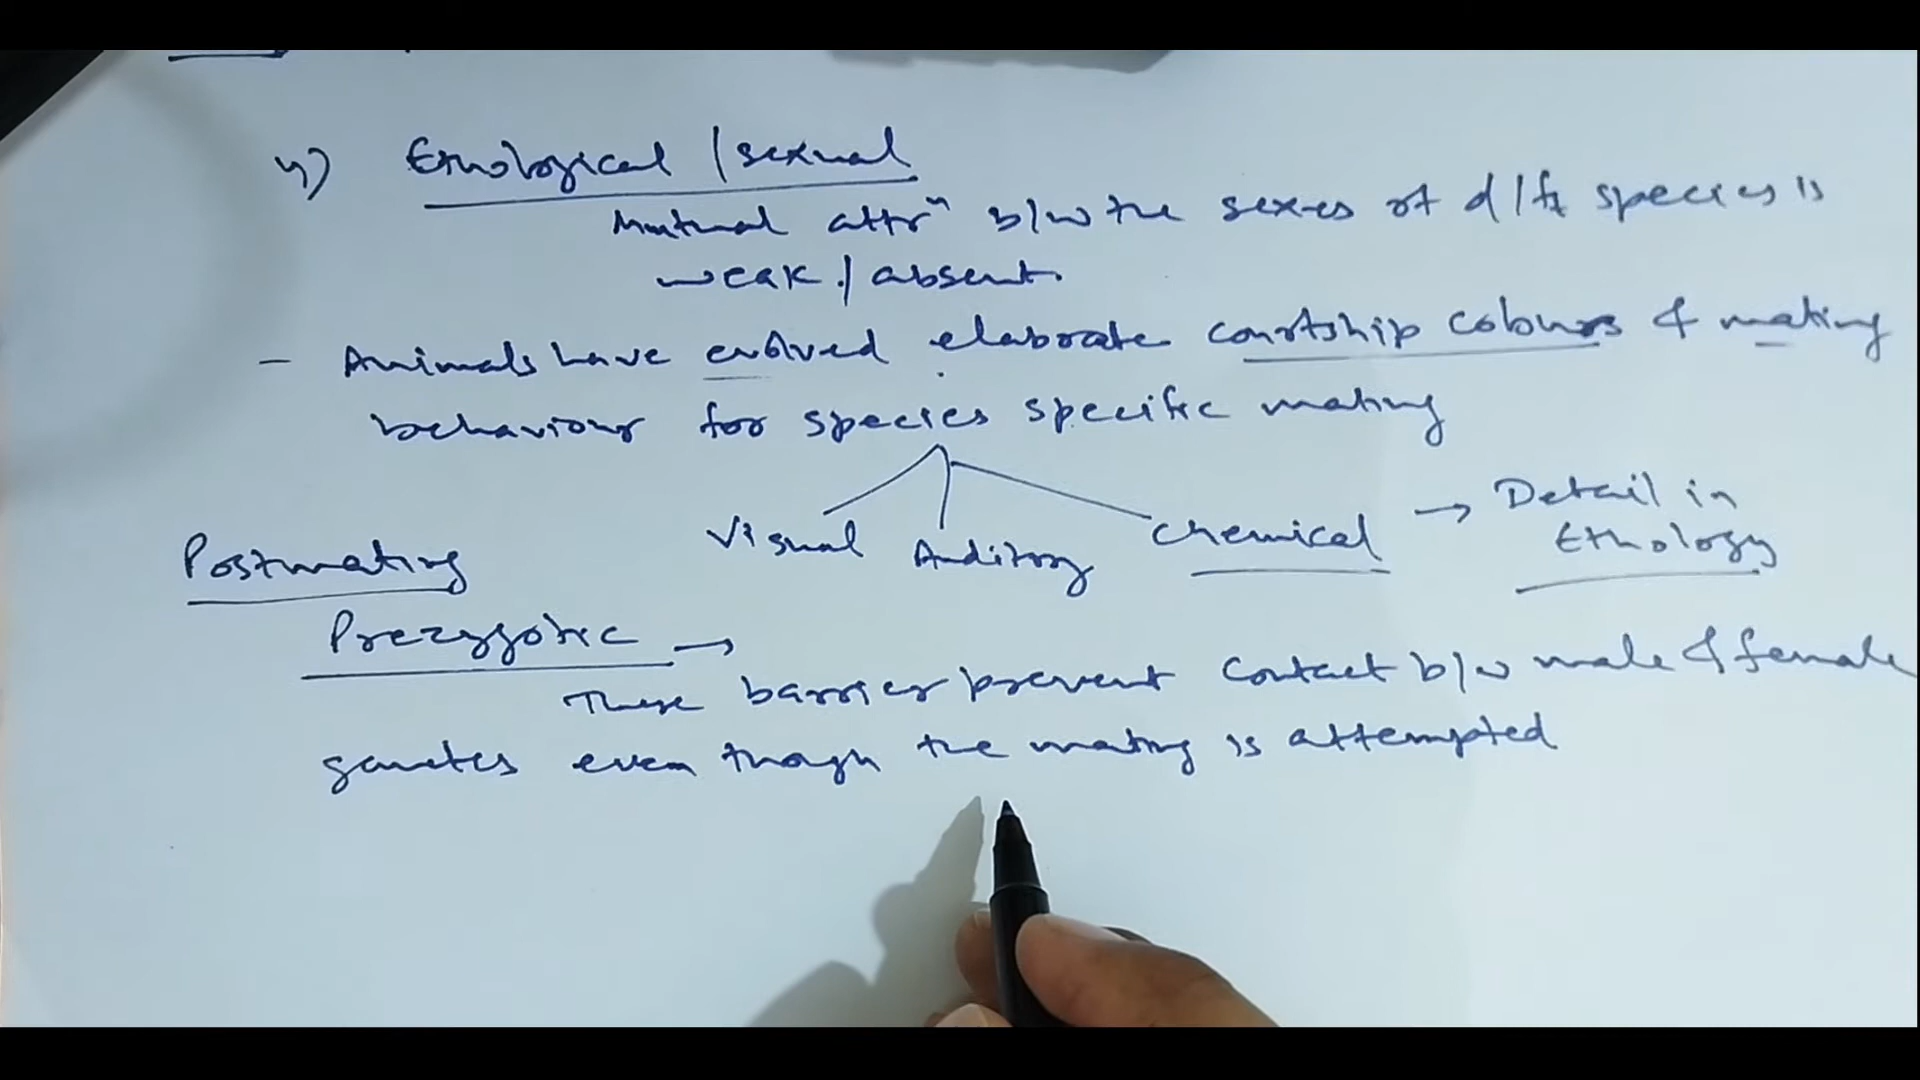 4) Ethological / sexual
Mutual attrⁿ b/w the sexes of d/ft species is
weak / absent.
- Animals have evolved elaborate courtship colours & mating
behaviour for species specific mating
Visual Auditory Chemical → Detail in
Ethology
Postmating
Prezygotic →
These barrier prevent contact b/w male & female
gametes even though the mating is attempted